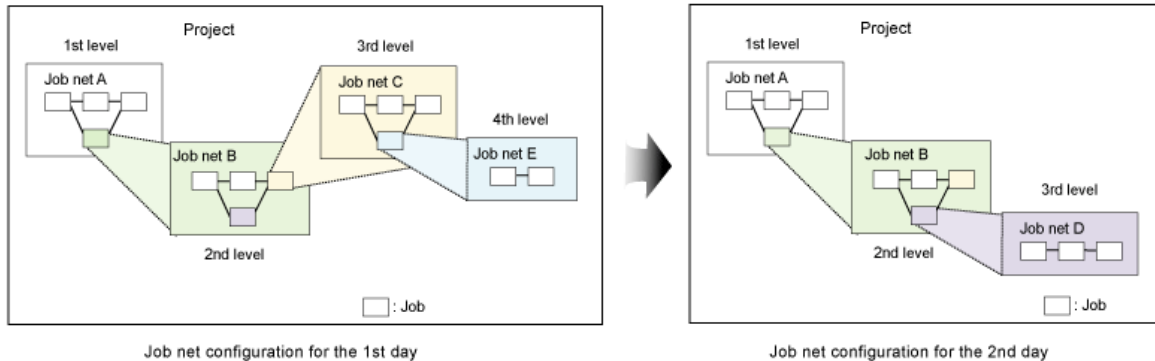 Project
1st level
3rd level
Job net A
Job net C
4th level
Job net B
Job net E
2nd level
: Job
Job net configuration for the 1st day
Project
1st level
Job net A
Job net B
3rd level
2nd level
Job net D
: Job
Job net configuration for the 2nd day